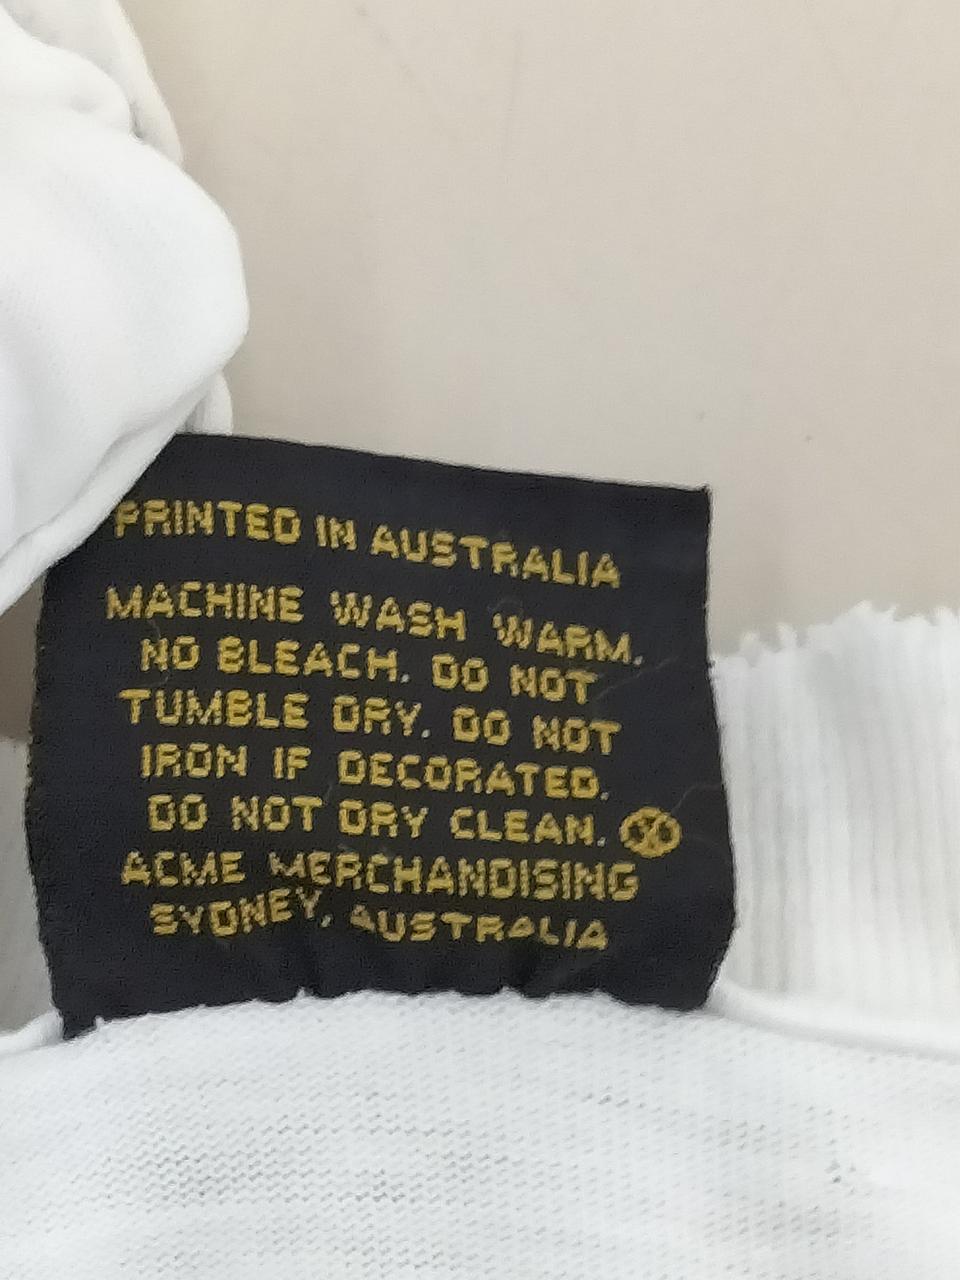 PRINTED IN AUSTRALIA
MACHINE WASH WARM.
NO BLEACH. DO NOT
TUMBLE DRY. DO NOT
IRON IF DECORATED.
DO NOT DRY CLEAN.
ACME MERCHANDISING
SYDNEY, AUSTRALIA